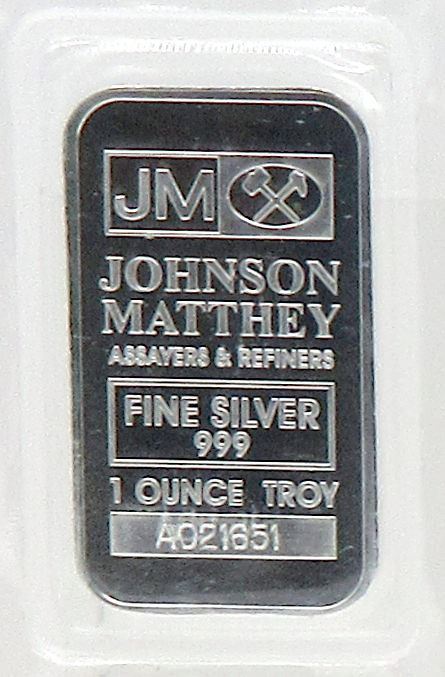 JM
JOHNSON
MATTHEY
ASSAYERS & REFINERS
FINE SILVER
999
1 OUNCE TROY
A021651